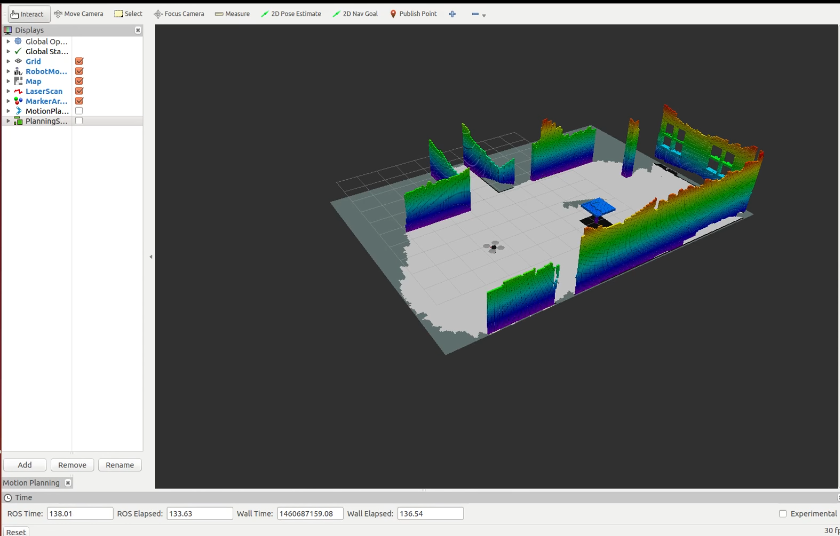 Interact Move Camera Select Focus Camera Measure 2D Pose Estimate 2D Nav Goal Publish Point
Displays
Global Op...
Global Sta...
Grid
RobotMo...
Map
LaserScan
MarkerAr...
MotionPla...
PlanningS...
Add Remove Rename
Motion Planning
Time
ROS Time: 138.01 ROS Elapsed: 133.63 Wall Time: 1460687159.08 Wall Elapsed: 136.54 Experimental
Reset 30 fp